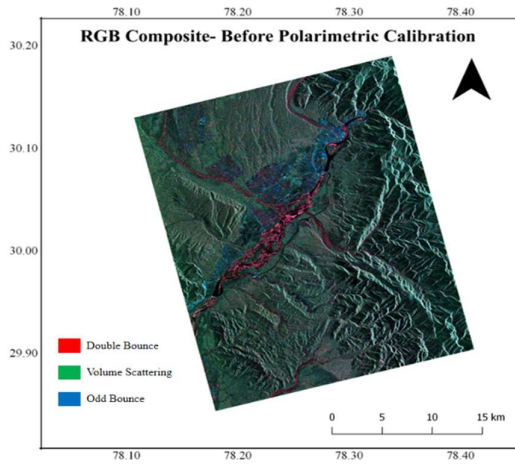 78.10 78.20 78.30 78.40
30.20
RGB Composite- Before Polarimetric Calibration
30.10
30.00
29.90
Double Bounce
Volume Scattering
Odd Bounce
0 5 10 15 km
78.10 78.20 78.30 78.40